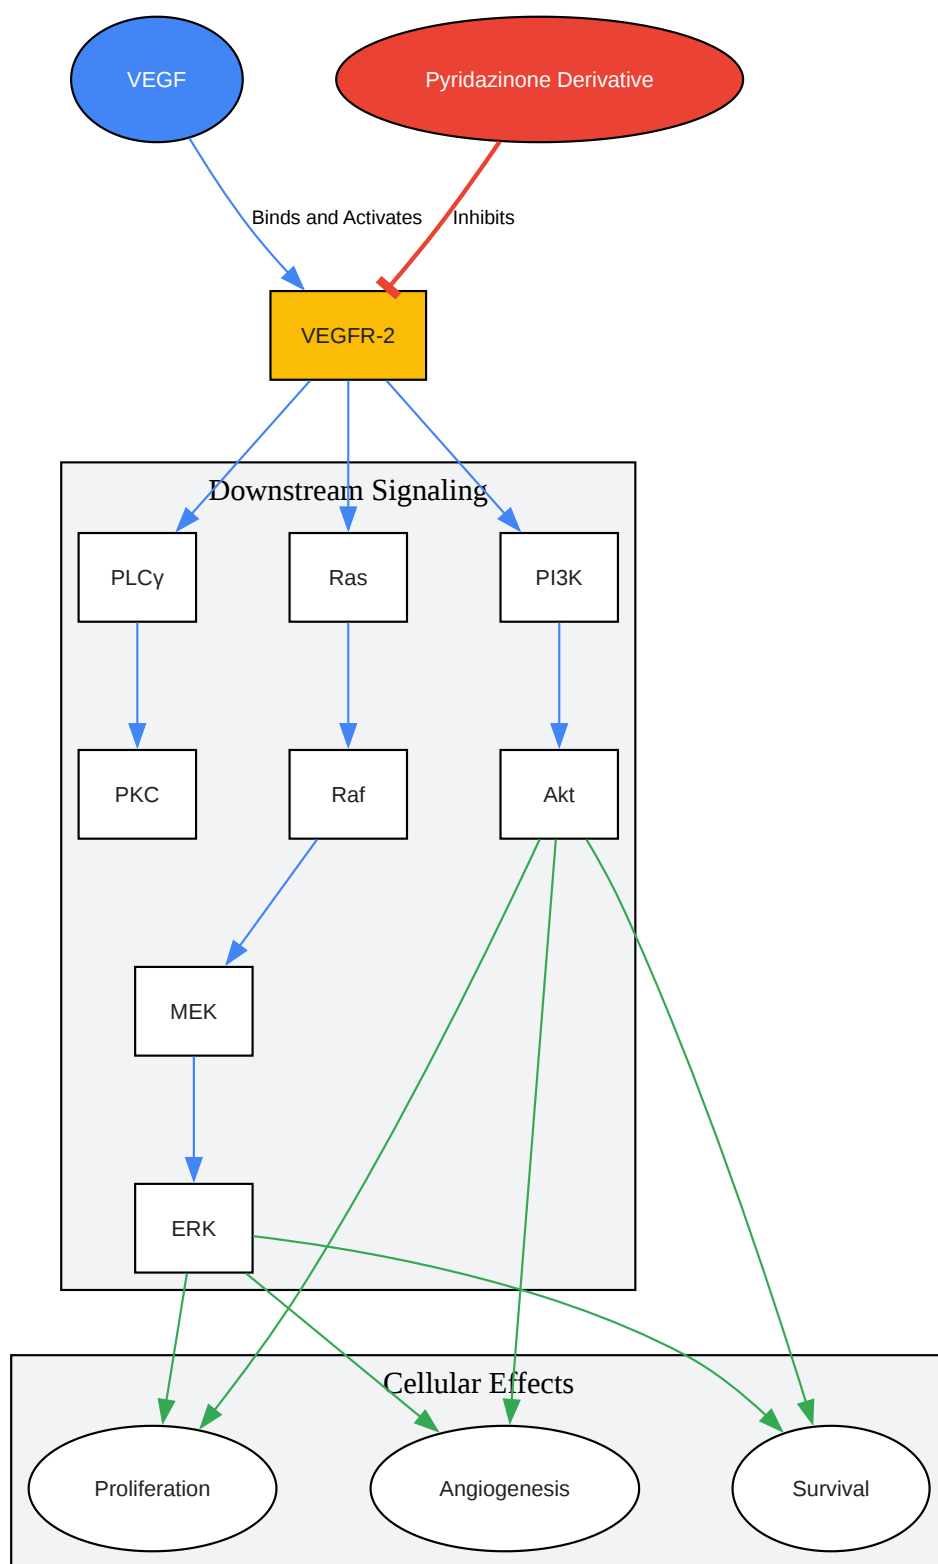 VEGF
Pyridazinone Derivative
Binds and Activates
Inhibits
VEGFR-2
Downstream Signaling
PLCγ
Ras
PI3K
PKC
Raf
Akt
MEK
ERK
Cellular Effects
Proliferation
Angiogenesis
Survival